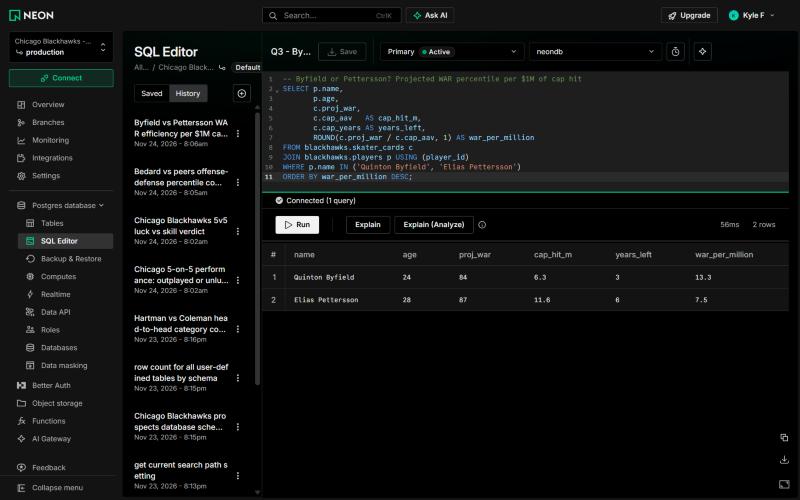 NEON
Search...
CtrlK
Ask AI
Upgrade
K
Kyle F
Chicago Blackhawks -...
production
Connect
Overview
Branches
Monitoring
Integrations
Settings
Postgres database
Tables
SQL Editor
Backup & Restore
Computes
Realtime
Data API
Roles
Databases
Data masking
Better Auth
Object storage
Functions
AI Gateway
Feedback
Collapse menu
SQL Editor
All... / Chicago Black...
Default
Saved
History
Byfield vs Pettersson WA
R efficiency per $1M ca...
Nov 24, 2026 - 8:06am
Bedard vs peers offense-
defense percentile co...
Nov 24, 2026 - 8:05am
Chicago Blackhawks 5v5
luck vs skill verdict
Nov 24, 2026 - 8:02am
Chicago 5-on-5 perform
ance: outplayed or unlu...
Nov 24, 2026 - 8:02am
Hartman vs Coleman hea
d-to-head category co...
Nov 23, 2026 - 8:16pm
row count for all user-def
ined tables by schema
Nov 23, 2026 - 8:15pm
Chicago Blackhawks pro
spects database sche...
Nov 23, 2026 - 8:15pm
get current search path s
etting
Nov 23, 2026 - 8:13pm
Q3 - By...
Save
Primary
Active
neondb
1 -- Byfield or Pettersson? Projected WAR percentile per $1M of cap hit
2 SELECT p.name,
3 p.age,
4 c.proj_war,
5 c.cap_aav AS cap_hit_m,
6 c.cap_years AS years_left,
7 ROUND(c.proj_war / c.cap_aav, 1) AS war_per_million
8 FROM blackhawks.skater_cards c
9 JOIN blackhawks.players p USING (player_id)
10 WHERE p.name IN ('Quinton Byfield', 'Elias Pettersson')
11 ORDER BY war_per_million DESC;
Connected (1 query)
Run
Explain
Explain (Analyze)
56ms
2 rows
# name age proj_war cap_hit_m years_left war_per_million
1 Quinton Byfield 24 84 6.3 3 13.3
2 Elias Pettersson 28 87 11.6 6 7.5